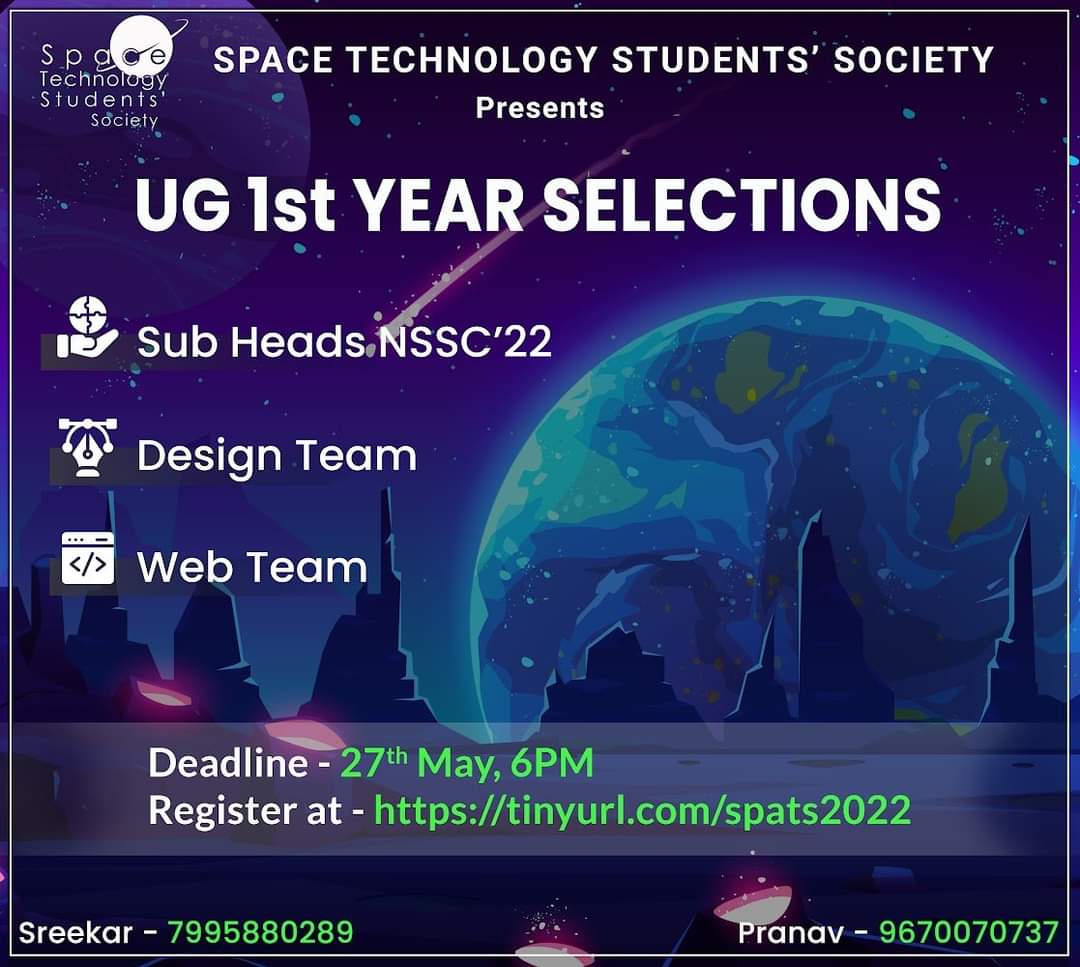 Space
Technology
Students'
Society
SPACE TECHNOLOGY STUDENTS’ SOCIETY
Presents
UG 1st YEAR SELECTIONS
Sub Heads NSSC’22
Design Team
</>
Web Team
Deadline - 27th May, 6PM
Register at - https://tinyurl.com/spats2022
Sreekar - 7995880289
Pranav - 9670070737